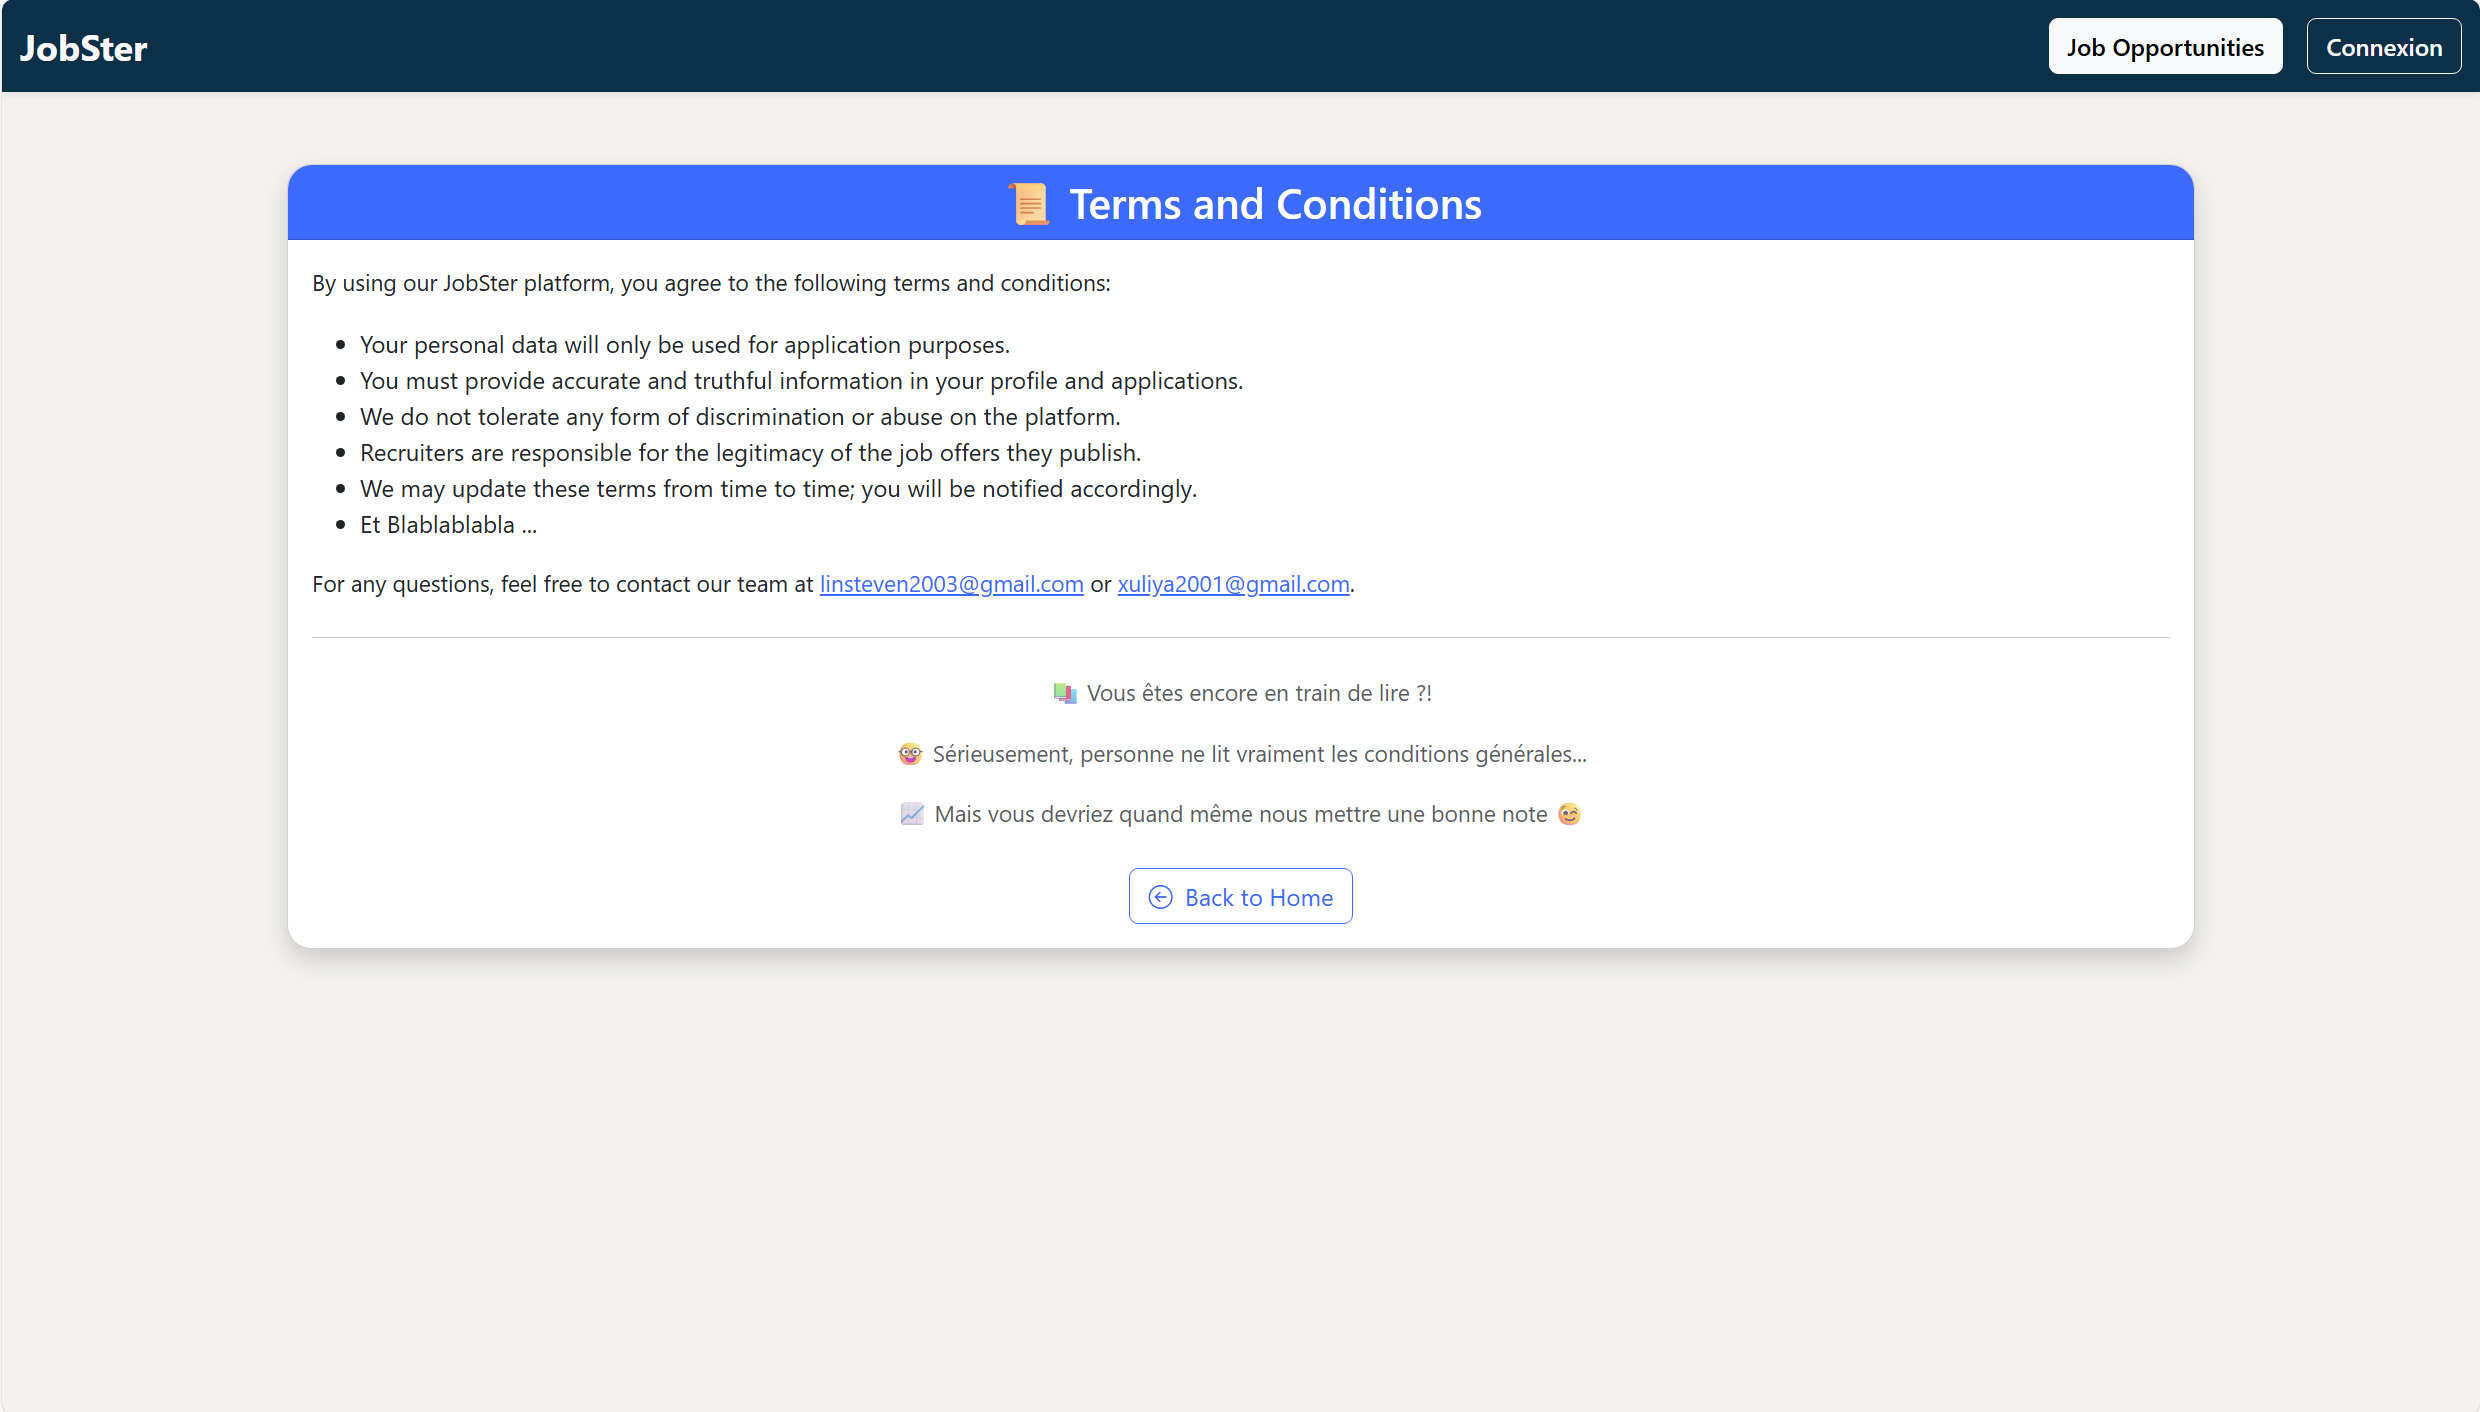 JobSter
Job Opportunities
Connexion
📜 Terms and Conditions
By using our JobSter platform, you agree to the following terms and conditions:
• Your personal data will only be used for application purposes.
• You must provide accurate and truthful information in your profile and applications.
• We do not tolerate any form of discrimination or abuse on the platform.
• Recruiters are responsible for the legitimacy of the job offers they publish.
• We may update these terms from time to time; you will be notified accordingly.
• Et Blablablabla ...
For any questions, feel free to contact our team at linsteven2003@gmail.com or xuliya2001@gmail.com.
📚 Vous êtes encore en train de lire ?!
🤓 Sérieusement, personne ne lit vraiment les conditions générales...
📈 Mais vous devriez quand même nous mettre une bonne note 😉
Back to Home